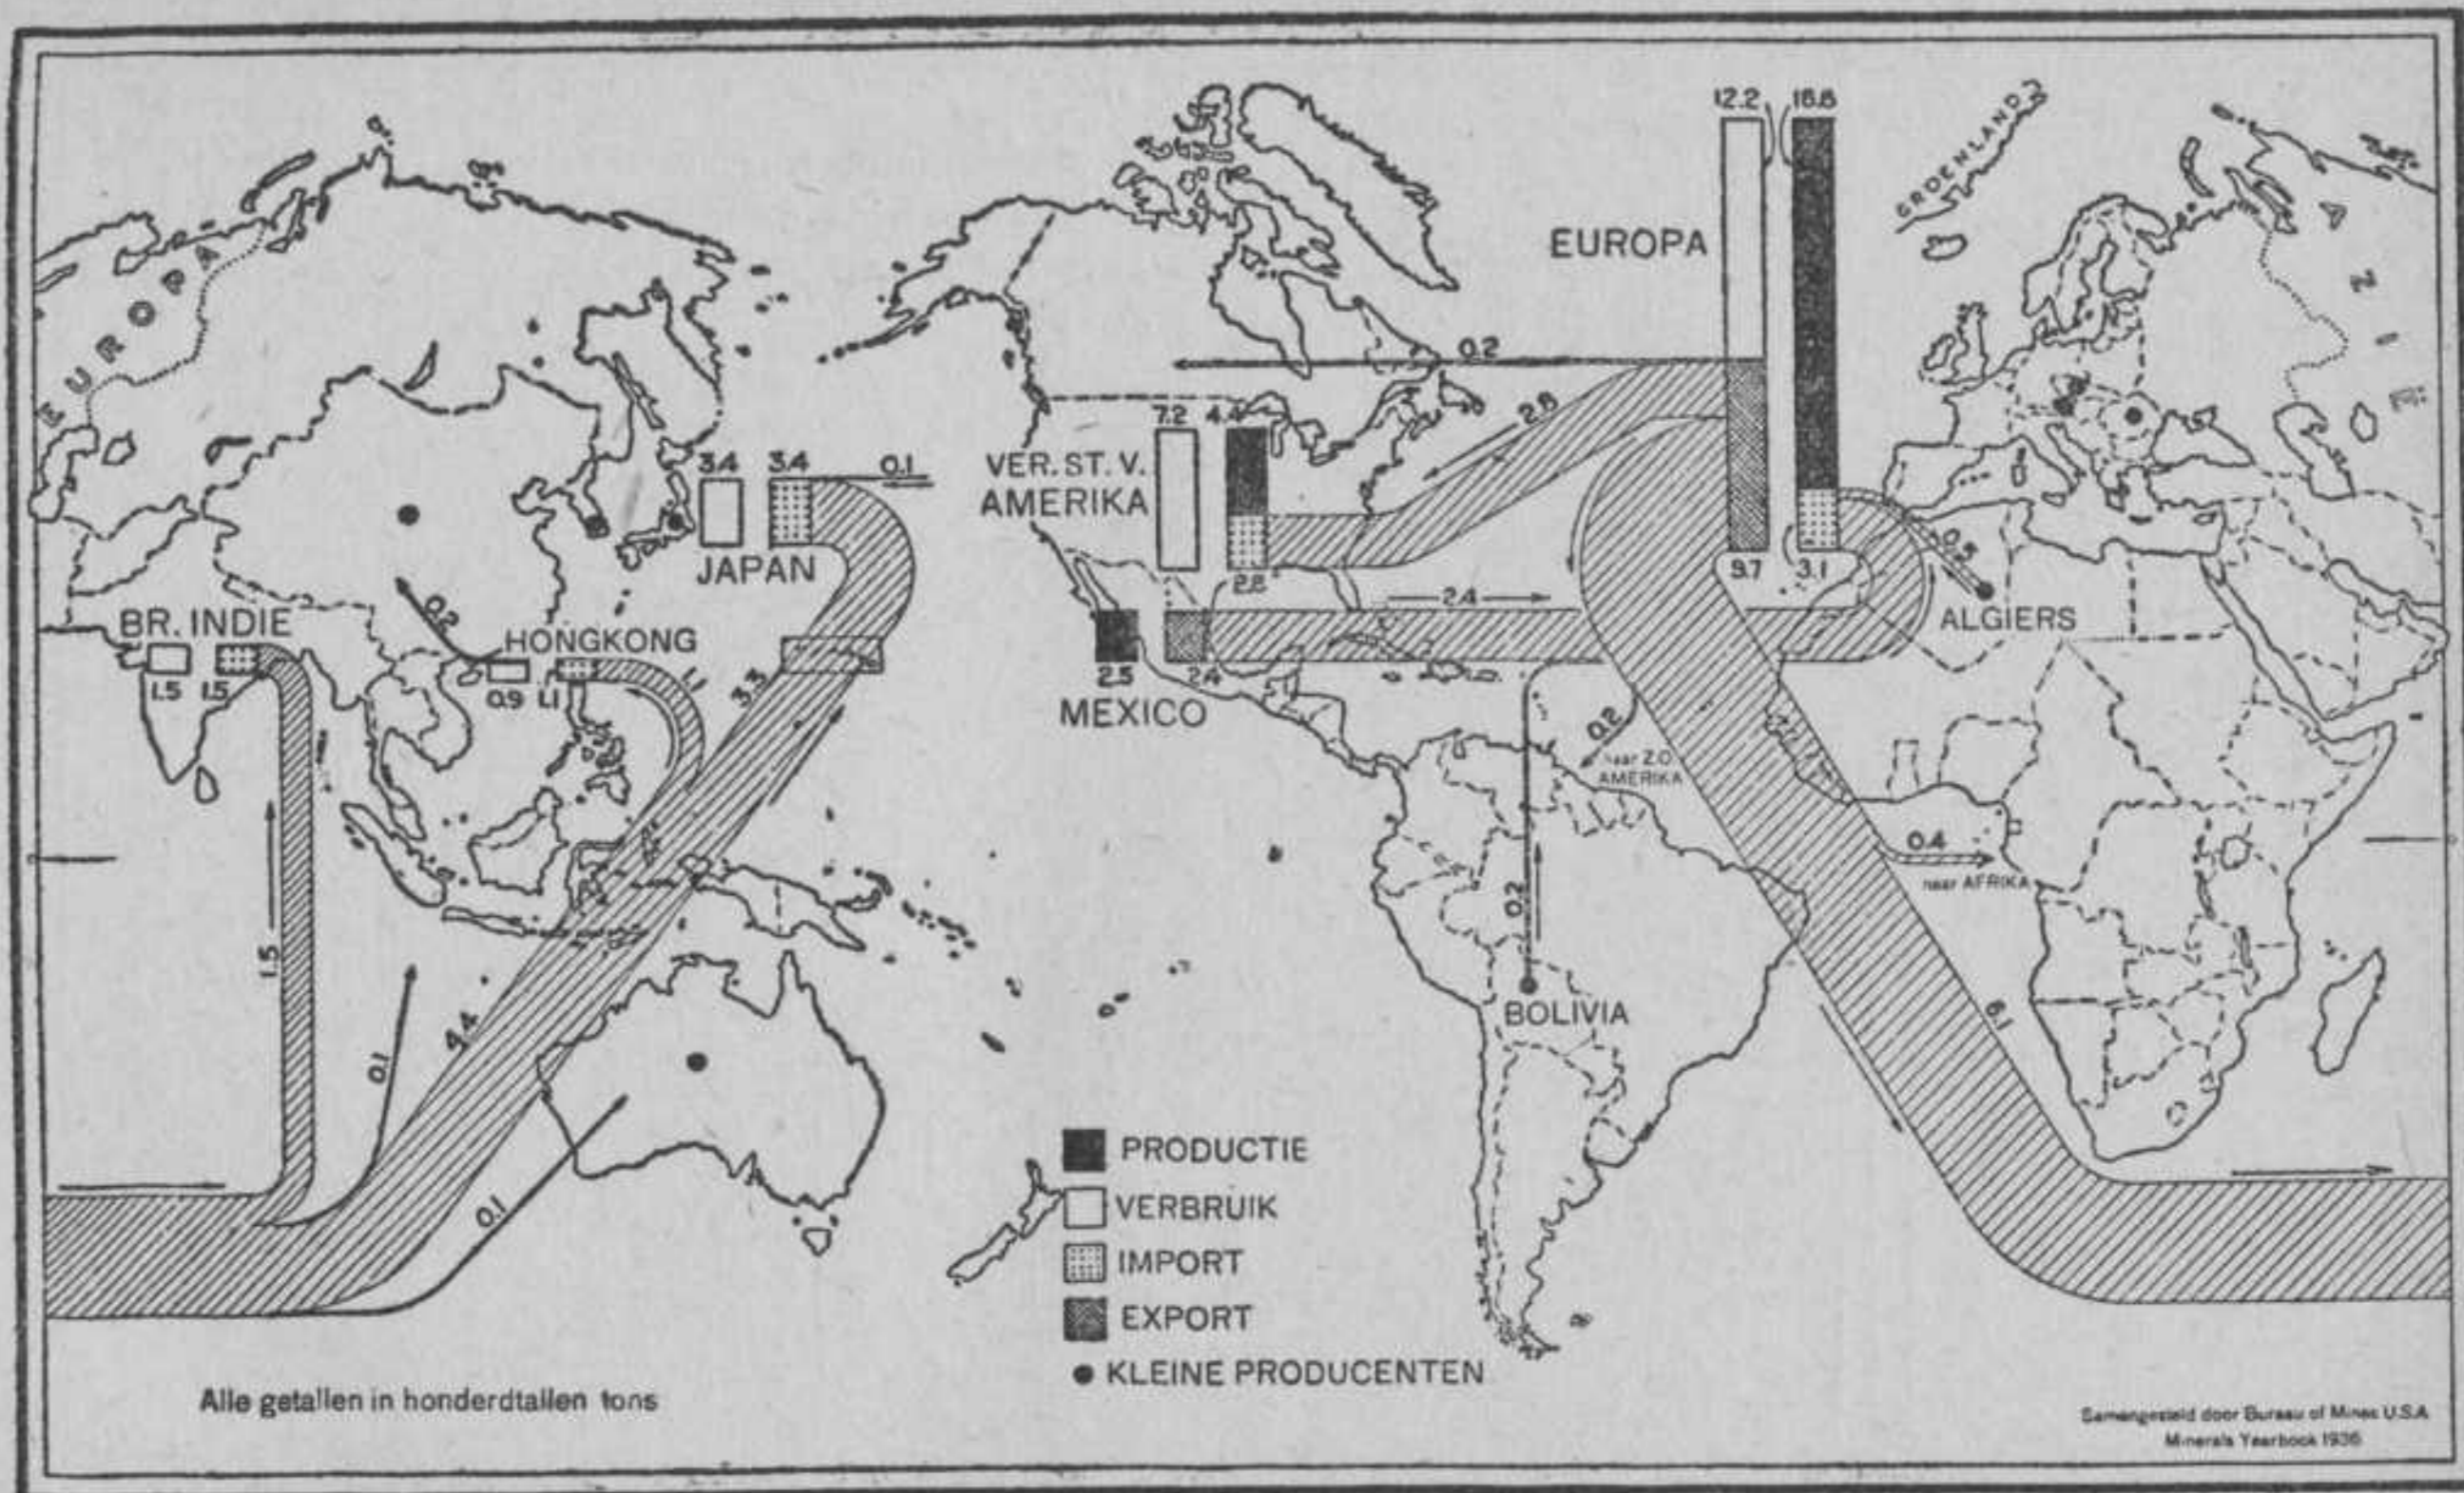 12.2 18.8
GROENLAND
EUROPA
EUROPA
ZIE
0.2
2.8
7.2 4.4
VER. ST. V.
AMERIKA
3.4 3.4 0.1
JAPAN
2.8
9.7 3.1
0.5
ALGIERS
2.4
0.2
BR. INDIE
HONGKONG
1.5 1.5
0.9 1.1
1.1
3.3
2.5 2.4
MEXICO
0.2
naar Z.O.
AMERIKA
0.4
naar AFRIKA
0.2
BOLIVIA
1.5
0.1
4.4
0.1
6.1
PRODUCTIE
VERBRUIK
IMPORT
EXPORT
KLEINE PRODUCENTEN
Alle getallen in honderdtallen tons
Samengesteld door Bureau of Mines U.S.A
Minerals Yearbook 1936